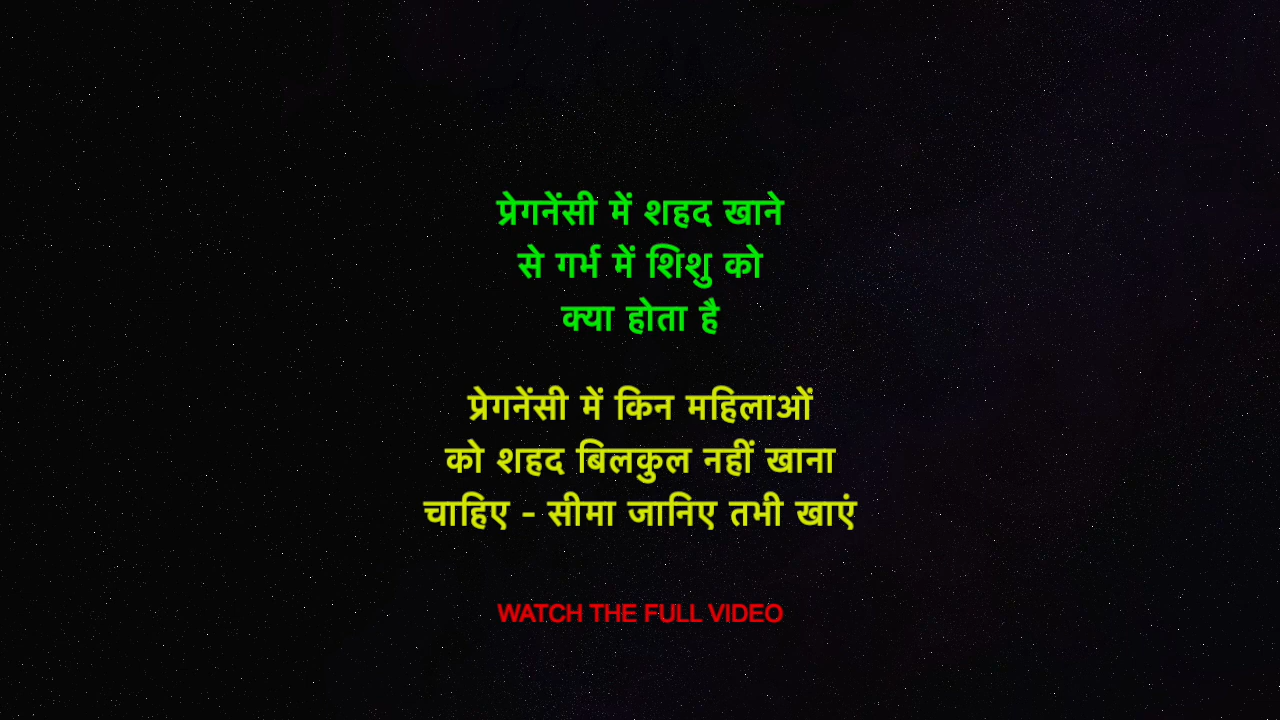 प्रेगनेंसी में शहद खाने
से गर्भ में शिशु को
क्या होता है
प्रेगनेंसी में किन महिलाओं
को शहद बिलकुल नहीं खाना
चाहिए - सीमा जानिए तभी खाएं
WATCH THE FULL VIDEO